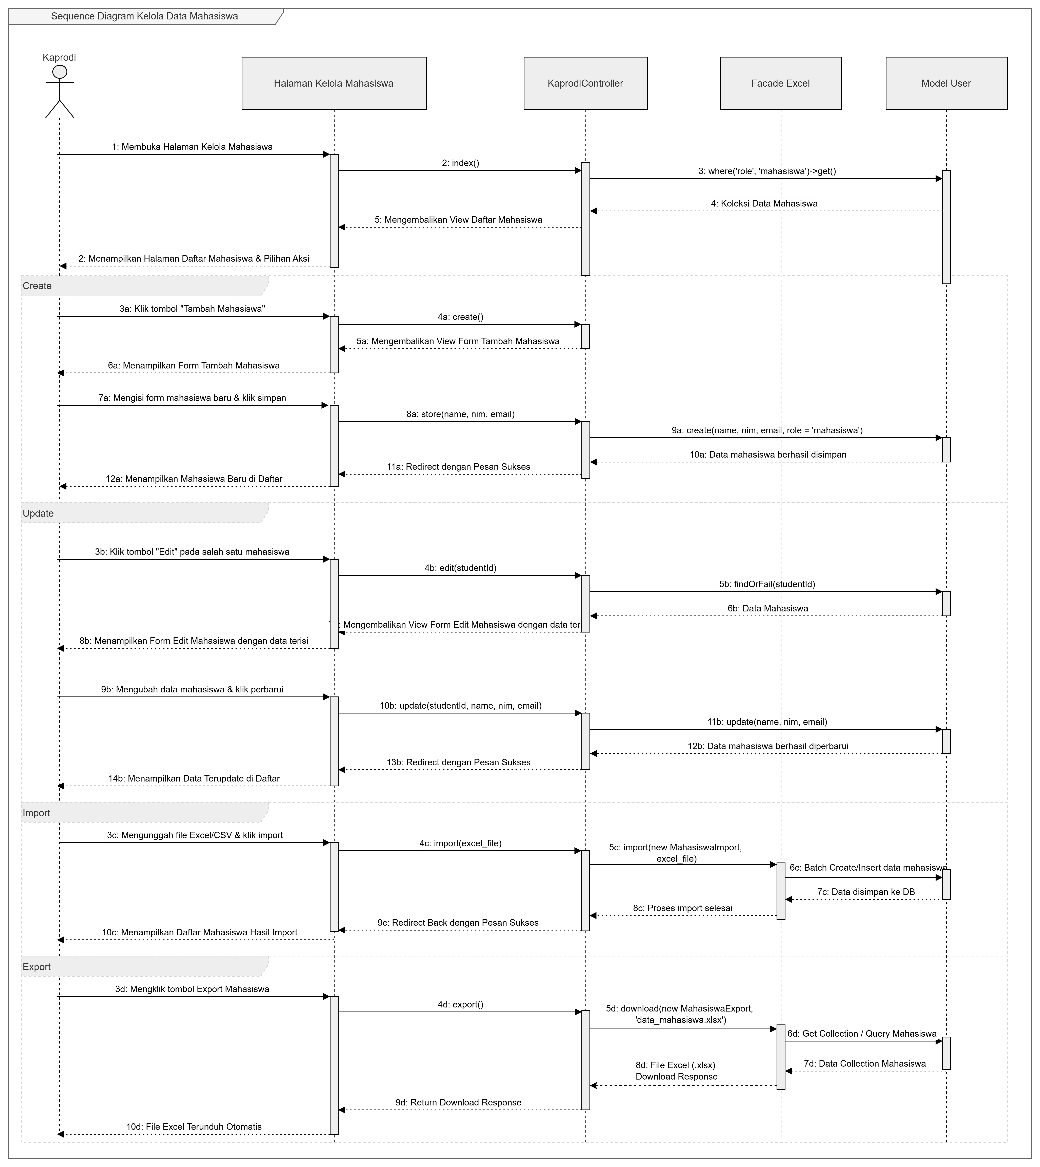 Sequence Diagram Kelola Data Mahasiswa
Kaprodi
Halaman Kelola Mahasiswa
KaprodiController
Facade Excel
Model User
1: Membuka Halaman Kelola Mahasiswa
2: index()
3: where('role', 'mahasiswa')->get()
4: Koleksi Data Mahasiswa
5: Mengembalikan View Daftar Mahasiswa
2: Menampilkan Halaman Daftar Mahasiswa & Pilihan Aksi
Create
3a: Klik tombol "Tambah Mahasiswa"
4a: create()
5a: Mengembalikan View Form Tambah Mahasiswa
6a: Menampilkan Form Tambah Mahasiswa
7a: Mengisi form mahasiswa baru & klik simpan
8a: store(name, nim, email)
9a: create(name, nim, email, role = 'mahasiswa')
10a: Data mahasiswa berhasil disimpan
11a: Redirect dengan Pesan Sukses
12a: Menampilkan Mahasiswa Baru di Daftar
Update
3b: Klik tombol "Edit" pada salah satu mahasiswa
4b: edit(studentId)
5b: findOrFail(studentId)
6b: Data Mahasiswa
: Mengembalikan View Form Edit Mahasiswa dengan data ter
8b: Menampilkan Form Edit Mahasiswa dengan data terisi
9b: Mengubah data mahasiswa & klik perbarui
10b: update(studentId, name, nim, email)
11b: update(name, nim, email)
12b: Data mahasiswa berhasil diperbarui
13b: Redirect dengan Pesan Sukses
14b: Menampilkan Data Terupdate di Daftar
Import
3c: Mengunggah file Excel/CSV & klik import
4c: import(excel_file)
5c: import(new MahasiswaImport,
excel_file)
6c: Batch Create/Insert data mahasiswa
7c: Data disimpan ke DB
8c: Proses import selesai
9c: Redirect Back dengan Pesan Sukses
10c: Menampilkan Daftar Mahasiswa Hasil Import
Export
3d: Mengklik tombol Export Mahasiswa
4d: export()
5d: download(new MahasiswaExport,
'data_mahasiswa.xlsx')
6d: Get Collection / Query Mahasiswa
7d: Data Collection Mahasiswa
8d: File Excel (.xlsx)
Download Response
9d: Return Download Response
10d: File Excel Terunduh Otomatis